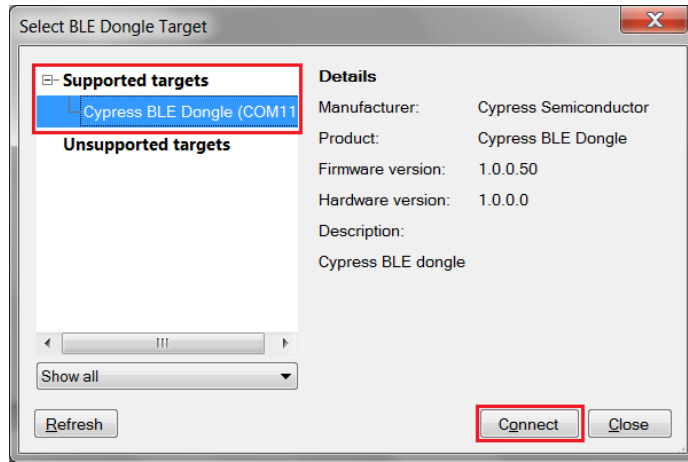 Select BLE Dongle Target
Supported targets
Cypress BLE Dongle (COM11
Unsupported targets
Show all
Refresh
Details
Manufacturer: Cypress Semiconductor
Product: Cypress BLE Dongle
Firmware version: 1.0.0.50
Hardware version: 1.0.0.0
Description:
Cypress BLE dongle
Connect
Close